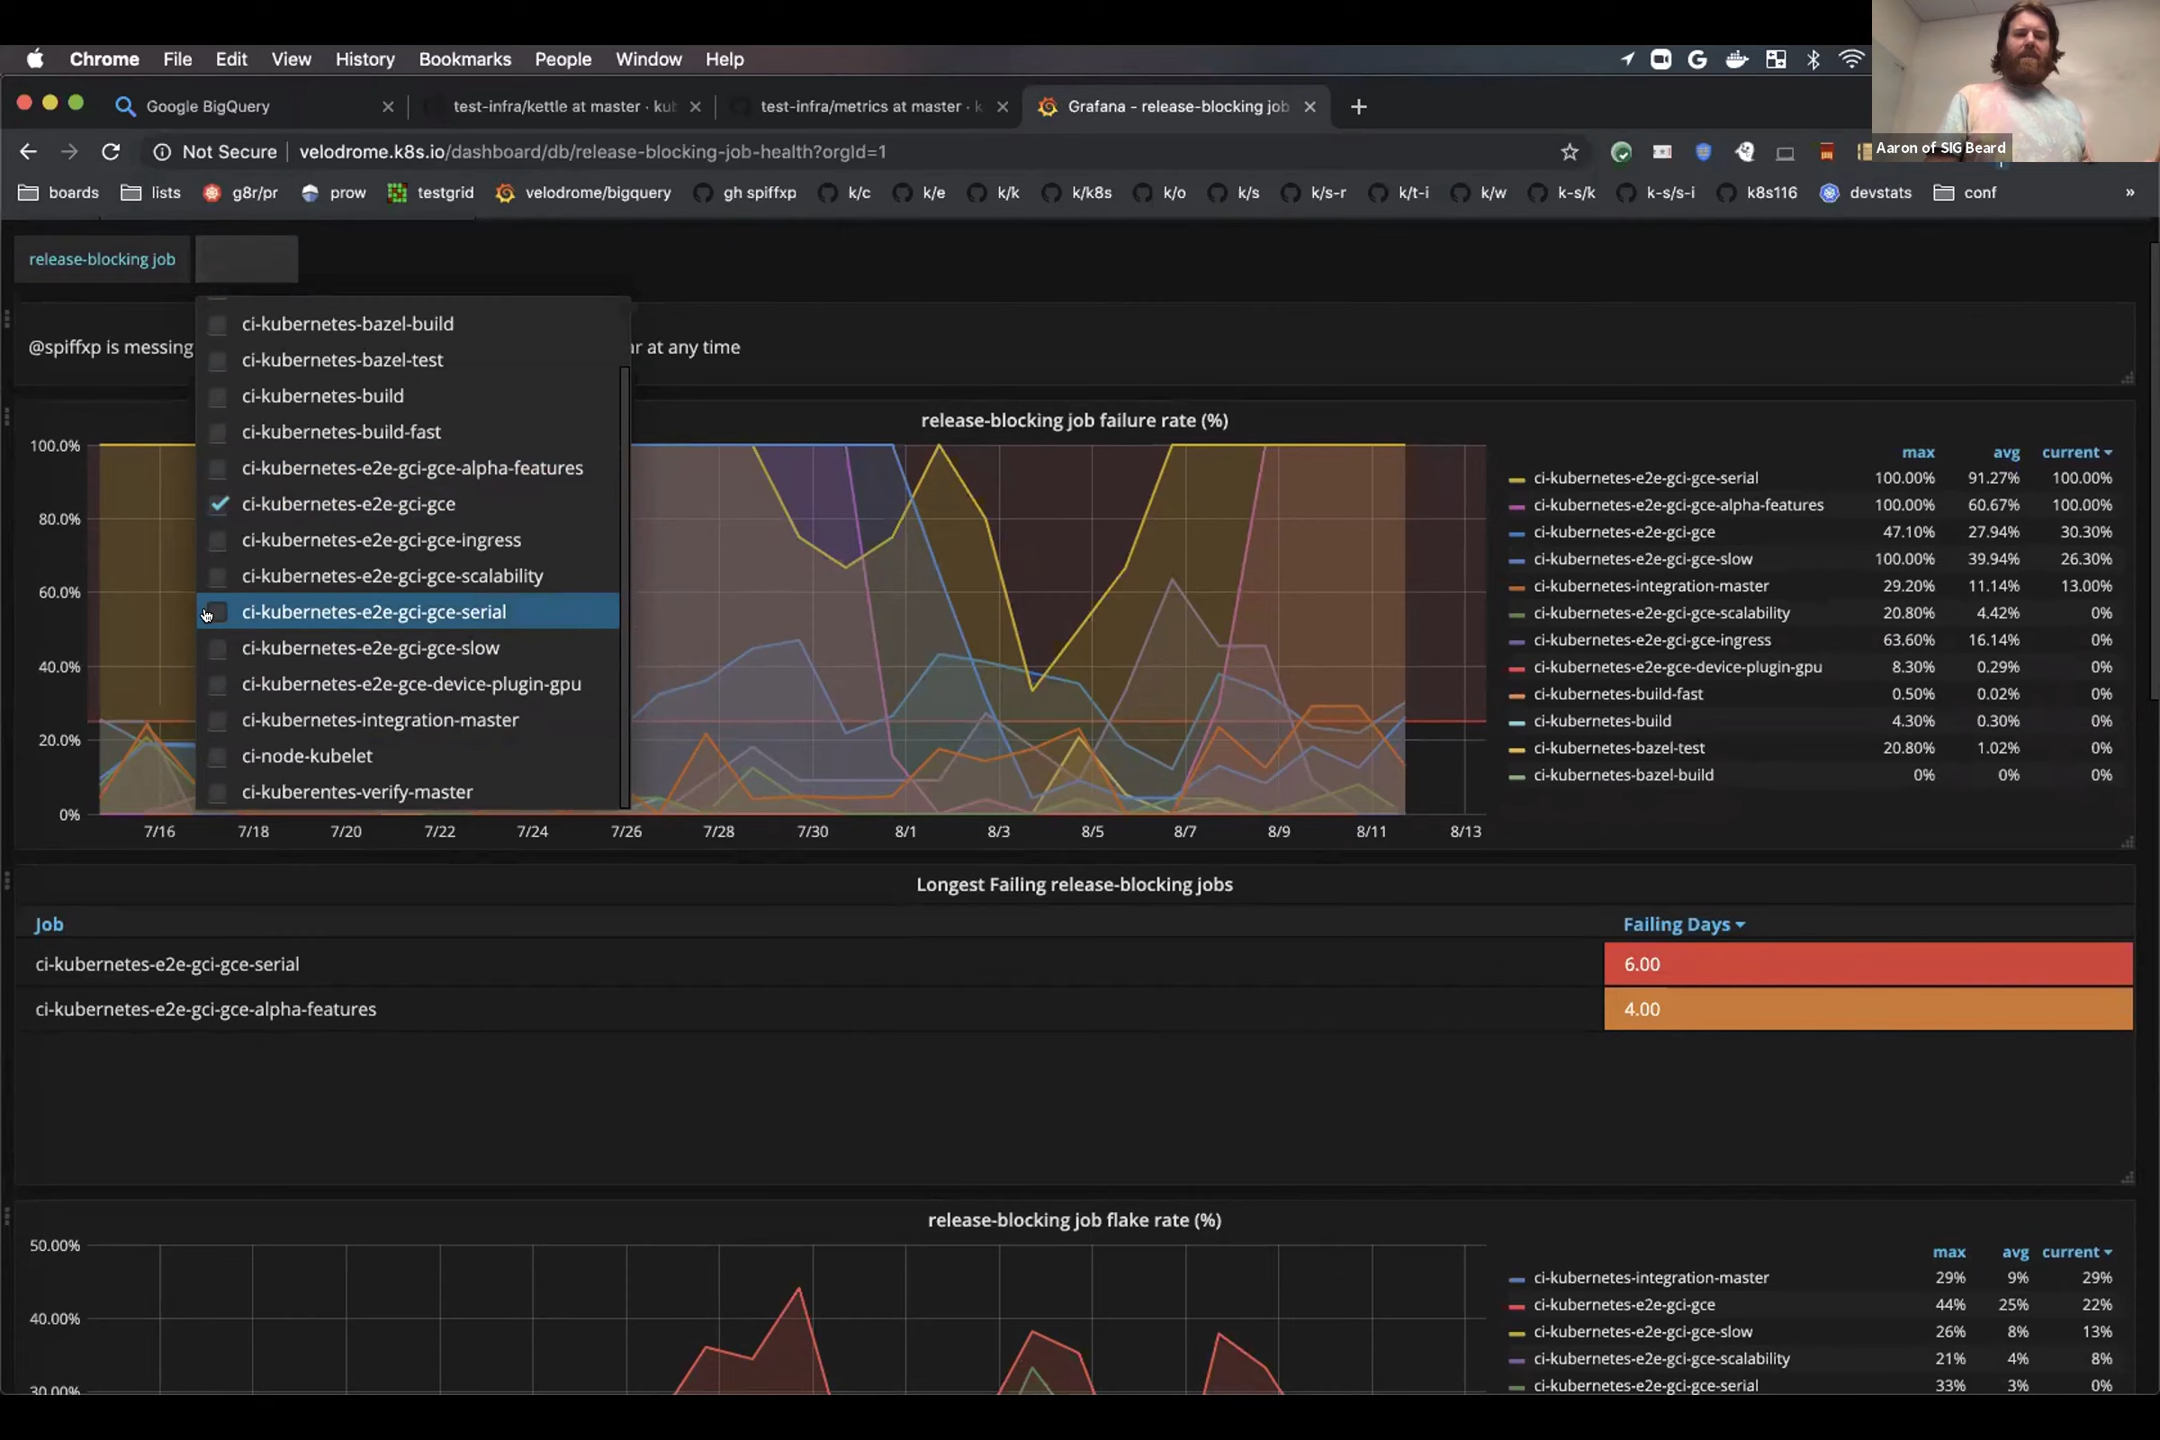 Chrome File Edit View History Bookmarks People Window Help
Google BigQuery
test-infra/kettle at master · kub
test-infra/metrics at master · k
Grafana - release-blocking job
Not Secure velodrome.k8s.io/dashboard/db/release-blocking-job-health?orgId=1
Aaron of SIG Beard
boards lists g8r/pr prow testgrid velodrome/bigquery gh spiffxp k/c k/e k/k k/k8s k/o k/s k/s-r k/t-i k/w k-s/k k-s/s-i k8s116 devstats conf »
release-blocking job
@spiffxp is messing
r at any time
ci-kubernetes-bazel-build
ci-kubernetes-bazel-test
ci-kubernetes-build
ci-kubernetes-build-fast
ci-kubernetes-e2e-gci-gce-alpha-features
ci-kubernetes-e2e-gci-gce
ci-kubernetes-e2e-gci-gce-ingress
ci-kubernetes-e2e-gci-gce-scalability
ci-kubernetes-e2e-gci-gce-serial
ci-kubernetes-e2e-gci-gce-slow
ci-kubernetes-e2e-gce-device-plugin-gpu
ci-kubernetes-integration-master
ci-node-kubelet
ci-kuberentes-verify-master
release-blocking job failure rate (%)
100.0%
80.0%
60.0%
40.0%
20.0%
0%
7/16 7/18 7/20 7/22 7/24 7/26 7/28 7/30 8/1 8/3 8/5 8/7 8/9 8/11 8/13
max avg current
ci-kubernetes-e2e-gci-gce-serial 100.00% 91.27% 100.00%
ci-kubernetes-e2e-gci-gce-alpha-features 100.00% 60.67% 100.00%
ci-kubernetes-e2e-gci-gce 47.10% 27.94% 30.30%
ci-kubernetes-e2e-gci-gce-slow 100.00% 39.94% 26.30%
ci-kubernetes-integration-master 29.20% 11.14% 13.00%
ci-kubernetes-e2e-gci-gce-scalability 20.80% 4.42% 0%
ci-kubernetes-e2e-gci-gce-ingress 63.60% 16.14% 0%
ci-kubernetes-e2e-gce-device-plugin-gpu 8.30% 0.29% 0%
ci-kubernetes-build-fast 0.50% 0.02% 0%
ci-kubernetes-build 4.30% 0.30% 0%
ci-kubernetes-bazel-test 20.80% 1.02% 0%
ci-kubernetes-bazel-build 0% 0% 0%
Longest Failing release-blocking jobs
Job Failing Days
ci-kubernetes-e2e-gci-gce-serial 6.00
ci-kubernetes-e2e-gci-gce-alpha-features 4.00
release-blocking job flake rate (%)
50.00%
40.00%
30.00%
max avg current
ci-kubernetes-integration-master 29% 9% 29%
ci-kubernetes-e2e-gci-gce 44% 25% 22%
ci-kubernetes-e2e-gci-gce-slow 26% 8% 13%
ci-kubernetes-e2e-gci-gce-scalability 21% 4% 8%
ci-kubernetes-e2e-gci-gce-serial 33% 3% 0%